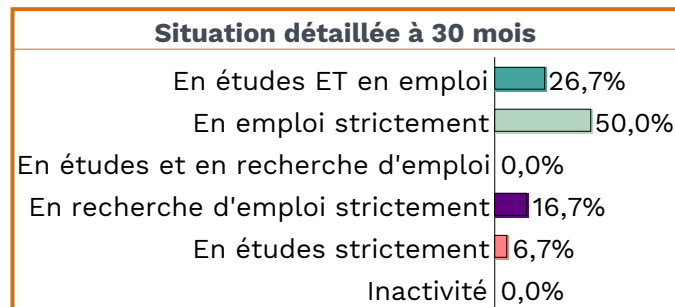 Situation détaillée à 30 mois
En études ET en emploi 26,7%
En emploi strictement 50,0%
En études et en recherche d'emploi 0,0%
En recherche d'emploi strictement 16,7%
En études strictement 6,7%
Inactivité 0,0%